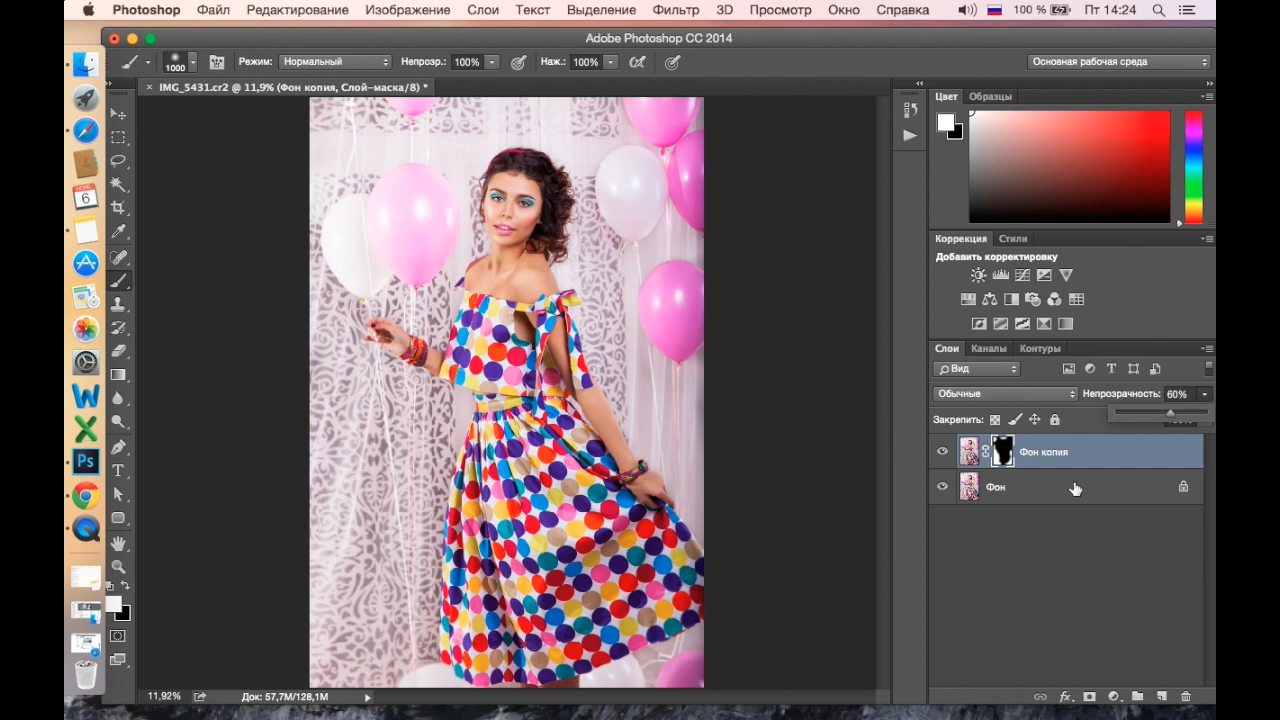 Photoshop Файл Редактирование Изображение Слои Текст Выделение Фильтр 3D Просмотр Окно Справка 100 % Пт 14:24
Adobe Photoshop CC 2014
1000 Режим: Нормальный Непрозр.: 100% Наж.: 100% Основная рабочая среда
× IMG_5431.cr2 @ 11,9% (Фон копия, Слой-маска/8) *
Цвет Образцы
6
Коррекция Стили
Добавить корректировку
Слои Каналы Контуры
Вид
Обычные Непрозрачность: 60%
Закрепить:
Фон копия
Фон
W
X
Ps
11,92% Док: 57,7M/128,1M